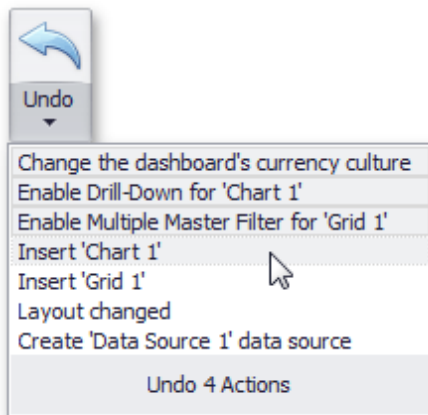 Undo
Change the dashboard's currency culture
Enable Drill-Down for 'Chart 1'
Enable Multiple Master Filter for 'Grid 1'
Insert 'Chart 1'
Insert 'Grid 1'
Layout changed
Create 'Data Source 1' data source
Undo 4 Actions